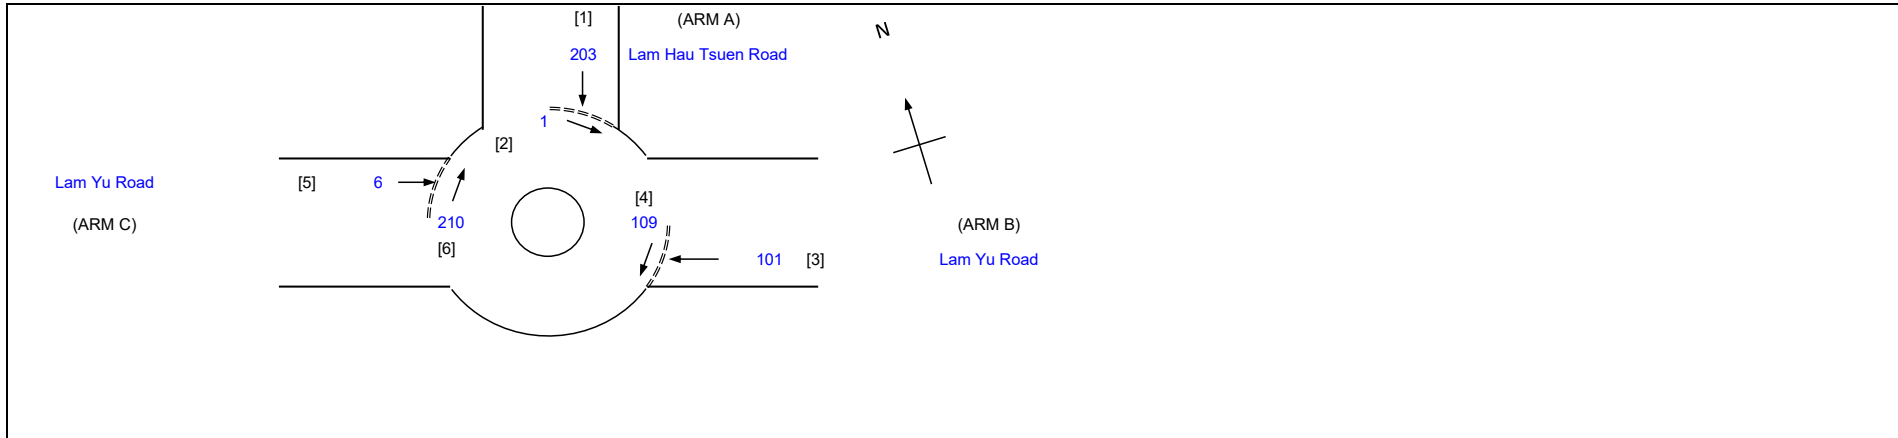 [1] (ARM A)
N
203 Lam Hau Tsuen Road
1
[2]
Lam Yu Road [5] 6
[4]
(ARM C) 210 109 (ARM B)
[6] 101 [3] Lam Yu Road